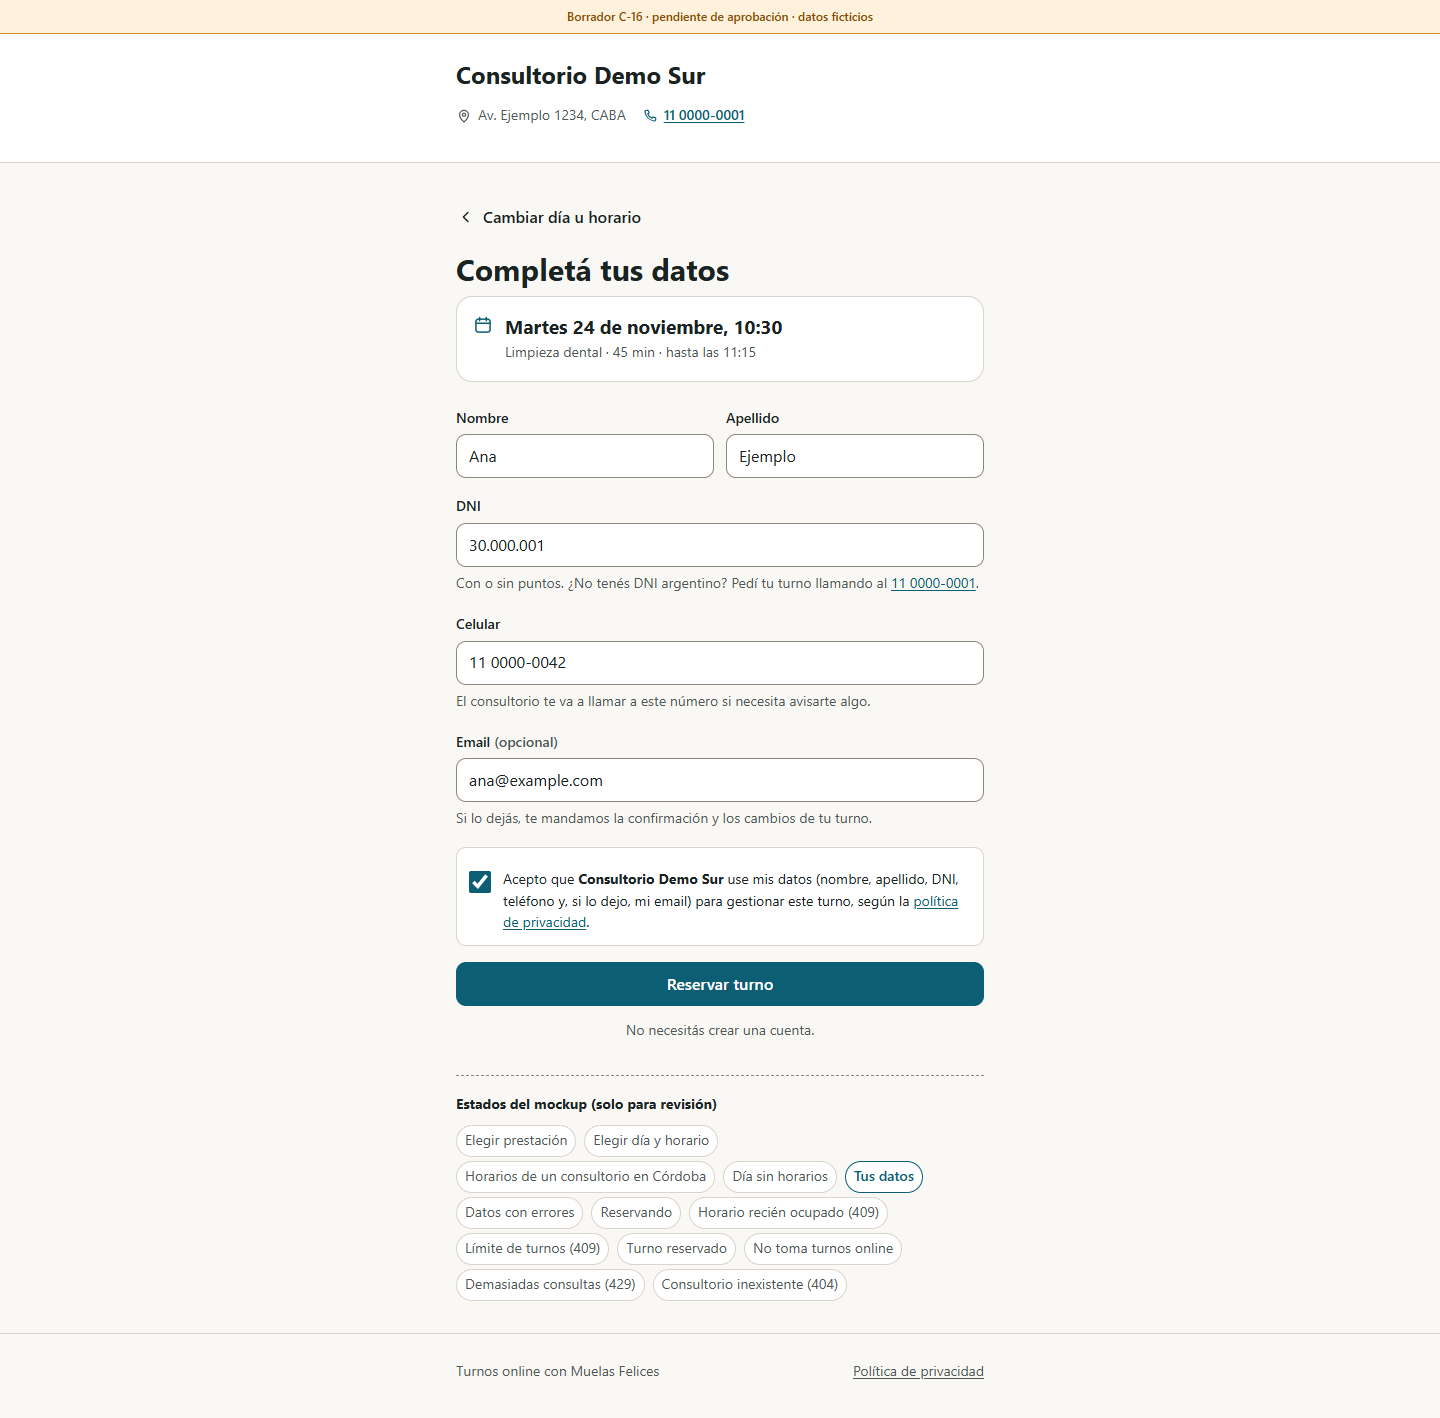 Borrador C-16 · pendiente de aprobación · datos ficticios
Consultorio Demo Sur
Av. Ejemplo 1234, CABA 11 0000-0001
Cambiar día u horario
Completá tus datos
Martes 24 de noviembre, 10:30
Limpieza dental · 45 min · hasta las 11:15
Nombre Apellido
Ana Ejemplo
DNI
30.000.001
Con o sin puntos. ¿No tenés DNI argentino? Pedí tu turno llamando al 11 0000-0001.
Celular
11 0000-0042
El consultorio te va a llamar a este número si necesita avisarte algo.
Email (opcional)
ana@example.com
Si lo dejás, te mandamos la confirmación y los cambios de tu turno.
Acepto que Consultorio Demo Sur use mis datos (nombre, apellido, DNI,
teléfono y, si lo dejo, mi email) para gestionar este turno, según la política
de privacidad.
Reservar turno
No necesitás crear una cuenta.
Estados del mockup (solo para revisión)
Elegir prestación Elegir día y horario
Horarios de un consultorio en Córdoba Día sin horarios Tus datos
Datos con errores Reservando Horario recién ocupado (409)
Límite de turnos (409) Turno reservado No toma turnos online
Demasiadas consultas (429) Consultorio inexistente (404)
Turnos online con Muelas Felices Política de privacidad